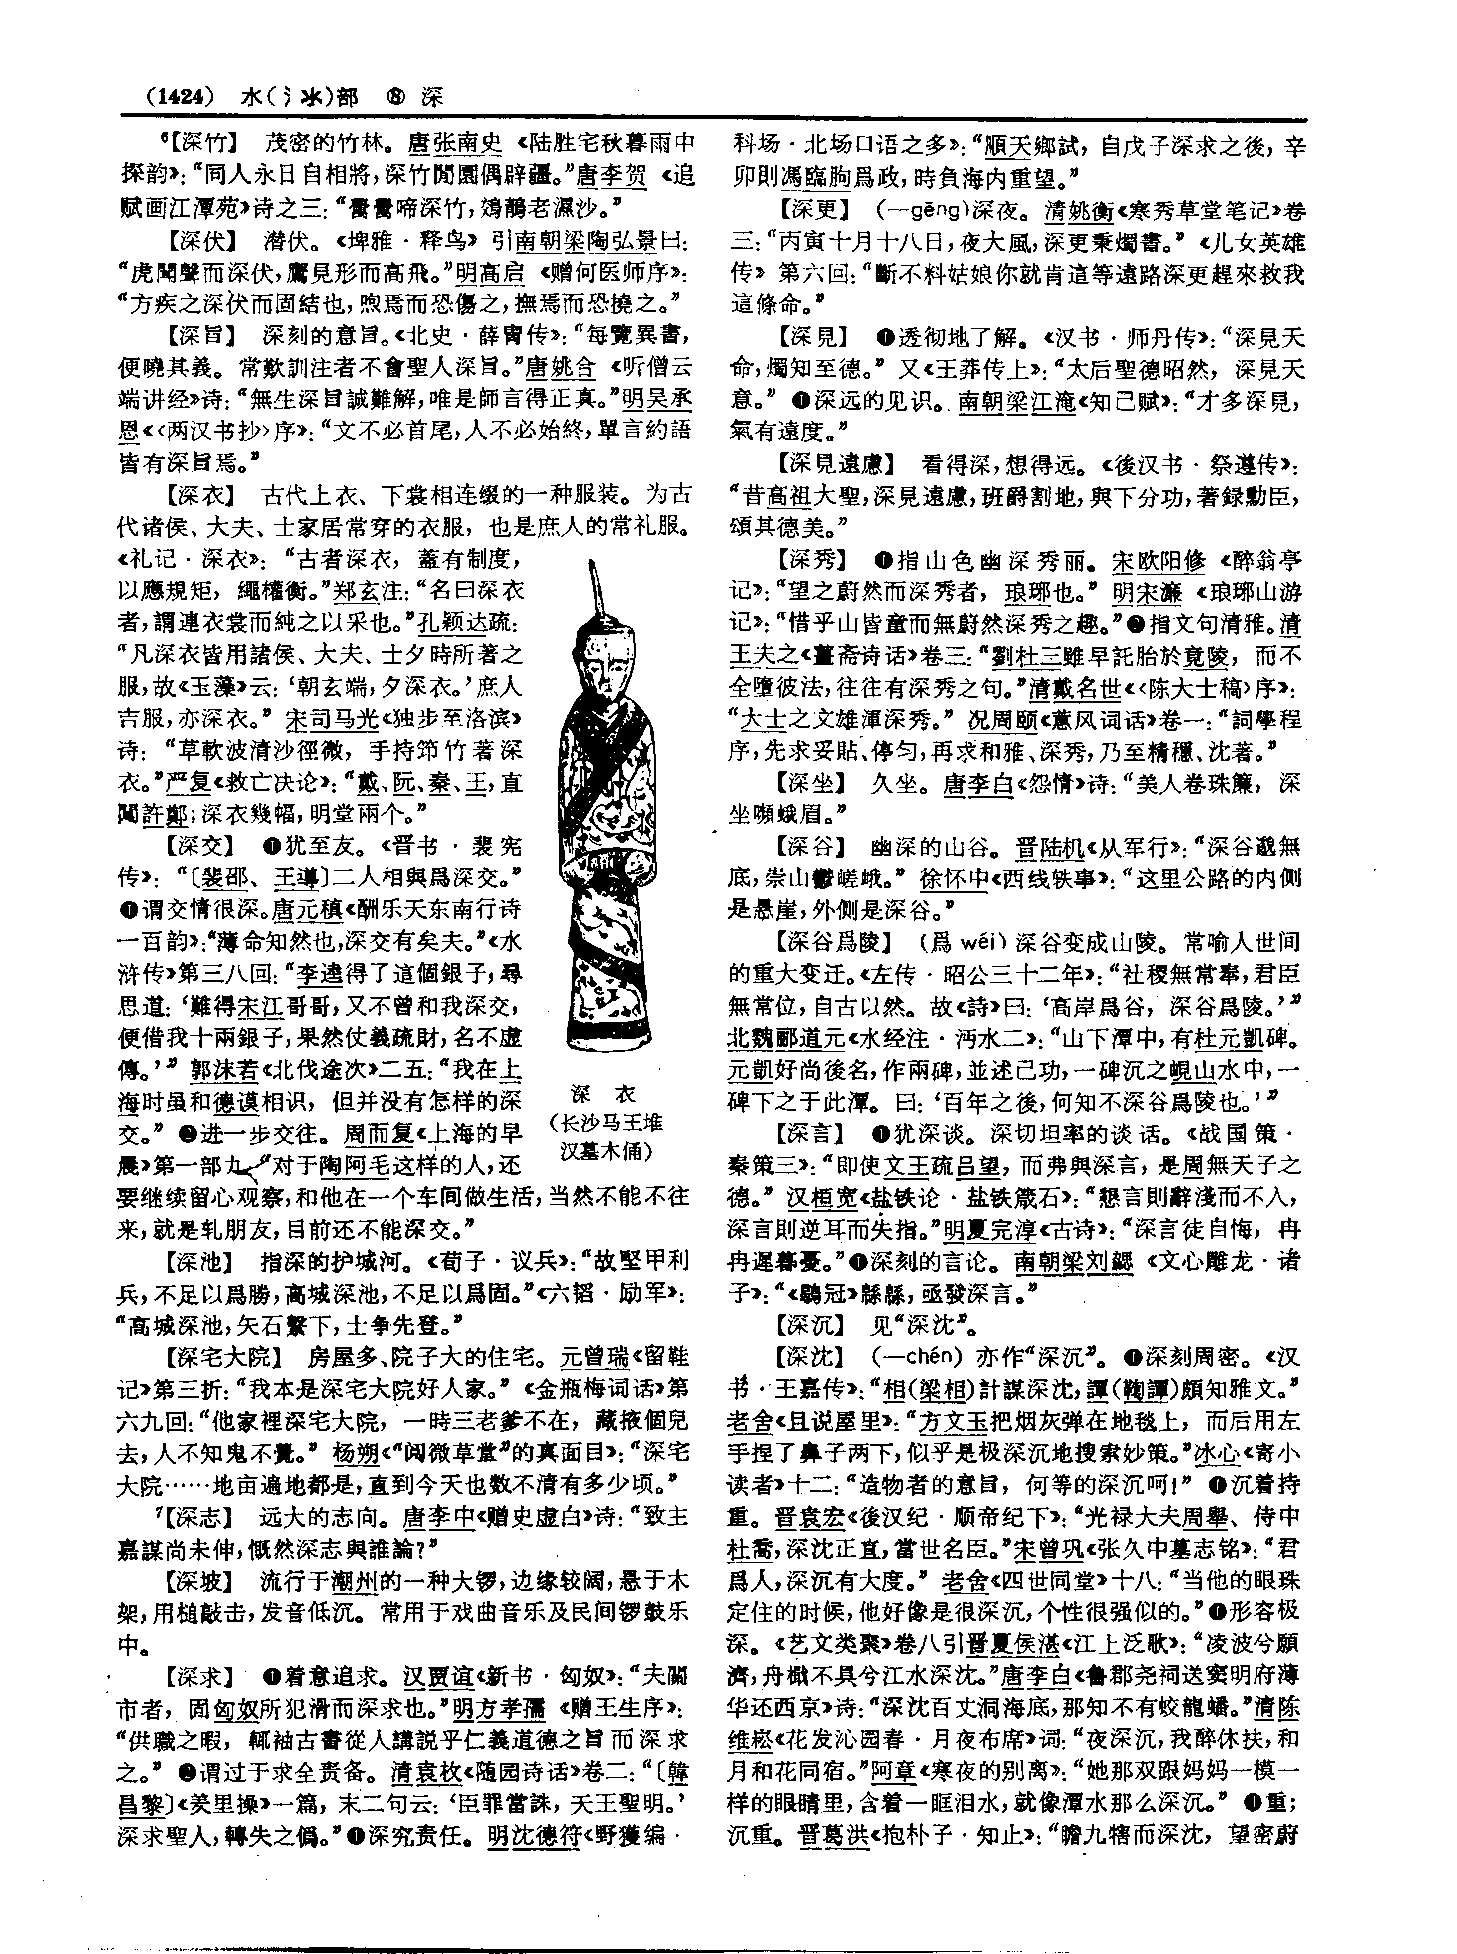 (1424) 水(氵氺)部 ⑧ 深
⁶【深竹】 茂密的竹林。唐张南史《陆胜宅秋暮雨中
探韵》：“同人永日自相將，深竹閒園偶辟疆。”唐李贺《追
赋画江潭苑》诗之三：“鷖鷖啼深竹，鵁鶄老濕沙。”
【深伏】 潜伏。《埤雅·释鸟》引南朝梁陶弘景曰：
“虎聞聲而深伏，鷹見形而高飛。”明高启《赠何医师序》：
“方疾之深伏而固結也，煦焉而恐傷之，撫焉而恐撓之。”
【深旨】 深刻的意旨。《北史·薛胄传》：“每覽異書，
便曉其義。常歎訓注者不會聖人深旨。”唐姚合《听僧云
端讲经》诗：“無生深旨誠難解，唯是師言得正真。”明吴承
恩《〈两汉书抄〉序》：“文不必首尾，人不必始終，單言約語
皆有深旨焉。”
【深衣】 古代上衣、下裳相连缀的一种服装。为古
代诸侯、大夫、士家居常穿的衣服，也是庶人的常礼服。
《礼记·深衣》：“古者深衣，蓋有制度，
以應規矩，繩權衡。”郑玄注：“名曰深衣
者，謂連衣裳而純之以采也。”孔颖达疏：
“凡深衣皆用諸侯、大夫、士夕時所著之
服，故《玉藻》云：‘朝玄端，夕深衣。’庶人
吉服，亦深衣。”宋司马光《独步至洛滨》
诗：“草軟波清沙徑微，手持筇竹著深
衣。”严复《救亡决论》：“戴、阮、秦、王，直
闖許鄭；深衣幾幅，明堂兩个。”
【深交】 ❶犹至友。《晋书·裴宪
传》：“〔裴邵、王導〕二人相與爲深交。”
❶谓交情很深。唐元稹《酬乐天东南行诗
一百韵》：“薄命知然也，深交有矣夫。”《水
浒传》第三八回：“李逵得了這個銀子，尋
思道：‘難得宋江哥哥，又不曾和我深交，
便借我十兩銀子，果然仗義疏財，名不虚
傳。’”郭沫若《北伐途次》二五：“我在上
海时虽和德谟相识，但并没有怎样的深
交。”❷进一步交往。周而复《上海的早
晨》第一部九：“对于陶阿毛这样的人，还
要继续留心观察，和他在一个车间做生活，当然不能不往
来，就是轧朋友，目前还不能深交。”
深 衣
(长沙马王堆
汉墓木俑)
【深池】 指深的护城河。《荀子·议兵》：“故堅甲利
兵，不足以爲勝，高城深池，不足以爲固。”《六韬·励军》：
“高城深池，矢石繁下，士争先登。”
【深宅大院】 房屋多、院子大的住宅。元曾瑞《留鞋
记》第三折：“我本是深宅大院好人家。”《金瓶梅词话》第
六九回：“他家裡深宅大院，一時三老爹不在，藏掖個兒
去，人不知鬼不覺。”杨朔《“阅微草堂”的真面目》：“深宅
大院……地亩遍地都是，直到今天也数不清有多少顷。”
⁷【深志】 远大的志向。唐李中《赠史虚白》诗：“致主
嘉謀尚未伸，慨然深志與誰論？”
【深坡】 流行于潮州的一种大锣，边缘较阔，悬于木
架，用槌敲击，发音低沉。常用于戏曲音乐及民间锣鼓乐
中。
【深求】 ❶着意追求。汉贾谊《新书·匈奴》：“夫關
市者，固匈奴所犯滑而深求也。”明方孝孺《赠王生序》：
“供職之暇，輒袖古書從人講説乎仁義道德之旨而深求
之。”❷谓过于求全责备。清袁枚《随园诗话》卷二：“〔韓
昌黎〕《羑里操》一篇，末二句云：‘臣罪當誅，天王聖明。’
深求聖人，轉失之僞。”❶深究责任。明沈德符《野獲编·
科场·北场口语之多》：“順天鄉試，自戊子深求之後，辛
卯則馮臨朐爲政，時負海内重望。”
【深更】 (—gēng)深夜。清姚衡《寒秀草堂笔记》卷
三：“丙寅十月十八日，夜大風，深更秉燭書。”《儿女英雄
传》第六回：“斷不料姑娘你就肯這等遠路深更趕來救我
這條命。”
【深見】 ❶透彻地了解。《汉书·师丹传》：“深見天
命，燭知至德。”又《王莽传上》：“太后聖德昭然，深見天
意。”❶深远的见识。南朝梁江淹《知己赋》：“才多深見，
氣有遠度。”
【深見遠慮】 看得深，想得远。《後汉书·祭遵传》：
“昔高祖大聖，深見遠慮，班爵割地，與下分功，著録勳臣，
頌其德美。”
【深秀】 ❶指山色幽深秀丽。宋欧阳修《醉翁亭
记》：“望之蔚然而深秀者，琅琊也。”明宋濂《琅琊山游
记》：“惜乎山皆童而無蔚然深秀之趣。”❷指文句清雅。清
王夫之《薑斋诗话》卷三：“劉杜三雖早託胎於竟陵，而不
全墮彼法，往往有深秀之句。”清戴名世《〈陈大士稿〉序》：
“大士之文雄渾深秀。”况周颐《蕙风词话》卷一：“詞學程
序，先求妥貼、停匀，再求和雅、深秀，乃至精穩、沈著。”
【深坐】 久坐。唐李白《怨情》诗：“美人卷珠簾，深
坐嚬蛾眉。”
【深谷】 幽深的山谷。晋陆机《从军行》：“深谷邈無
底，崇山鬱嵯峨。”徐怀中《西线轶事》：“这里公路的内侧
是悬崖，外侧是深谷。”
【深谷爲陵】 (爲 wéi)深谷变成山陵。常喻人世间
的重大变迁。《左传·昭公三十二年》：“社稷無常奉，君臣
無常位，自古以然。故《詩》曰：‘高岸爲谷，深谷爲陵。’”
北魏郦道元《水经注·沔水二》：“山下潭中，有杜元凱碑。
元凱好尚後名，作兩碑，並述己功，一碑沉之峴山水中，一
碑下之于此潭。曰：‘百年之後，何知不深谷爲陵也。’”
【深言】 ❶犹深谈。深切坦率的谈话。《战国策·
秦策三》：“即使文王疏吕望，而弗與深言，是周無天子之
德。”汉桓宽《盐铁论·盐铁箴石》：“懇言則辭淺而不入，
深言則逆耳而失指。”明夏完淳《古诗》：“深言徒自悔，冉
冉遲暮憂。”❶深刻的言论。南朝梁刘勰《文心雕龙·诸
子》：“《鶡冠》緜緜，亟發深言。”
【深沉】 见“深沈”。
【深沈】 (—chén) 亦作“深沉”。❶深刻周密。《汉
书·王嘉传》：“相(梁相)計謀深沈，譚(鞫譚)頗知雅文。”
老舍《且说屋里》：“方文玉把烟灰弹在地毯上，而后用左
手捏了鼻子两下，似乎是极深沉地搜索妙策。”冰心《寄小
读者》十二：“造物者的意旨，何等的深沉呵！”❶沉着持
重。晋袁宏《後汉纪·顺帝纪下》：“光禄大夫周舉、侍中
杜喬，深沈正直，當世名臣。”宋曾巩《张久中墓志铭》：“君
爲人，深沉有大度。”老舍《四世同堂》十八：“当他的眼珠
定住的时候，他好像是很深沉，个性很强似的。”❶形容极
深。《艺文类聚》卷八引晋夏侯湛《江上泛歌》：“凌波兮願
濟，舟檝不具兮江水深沈。”唐李白《鲁郡尧祠送窦明府薄
华还西京》诗：“深沈百丈洞海底，那知不有蛟龍蟠。”清陈
维崧《花发沁园春·月夜布席》词：“夜深沉，我醉休扶，和
月和花同宿。”阿章《寒夜的别离》：“她那双跟妈妈一模一
样的眼睛里，含着一眶泪水，就像潭水那么深沉。”❶重；
沉重。晋葛洪《抱朴子·知止》：“瞻九犗而深沈，望密蔚